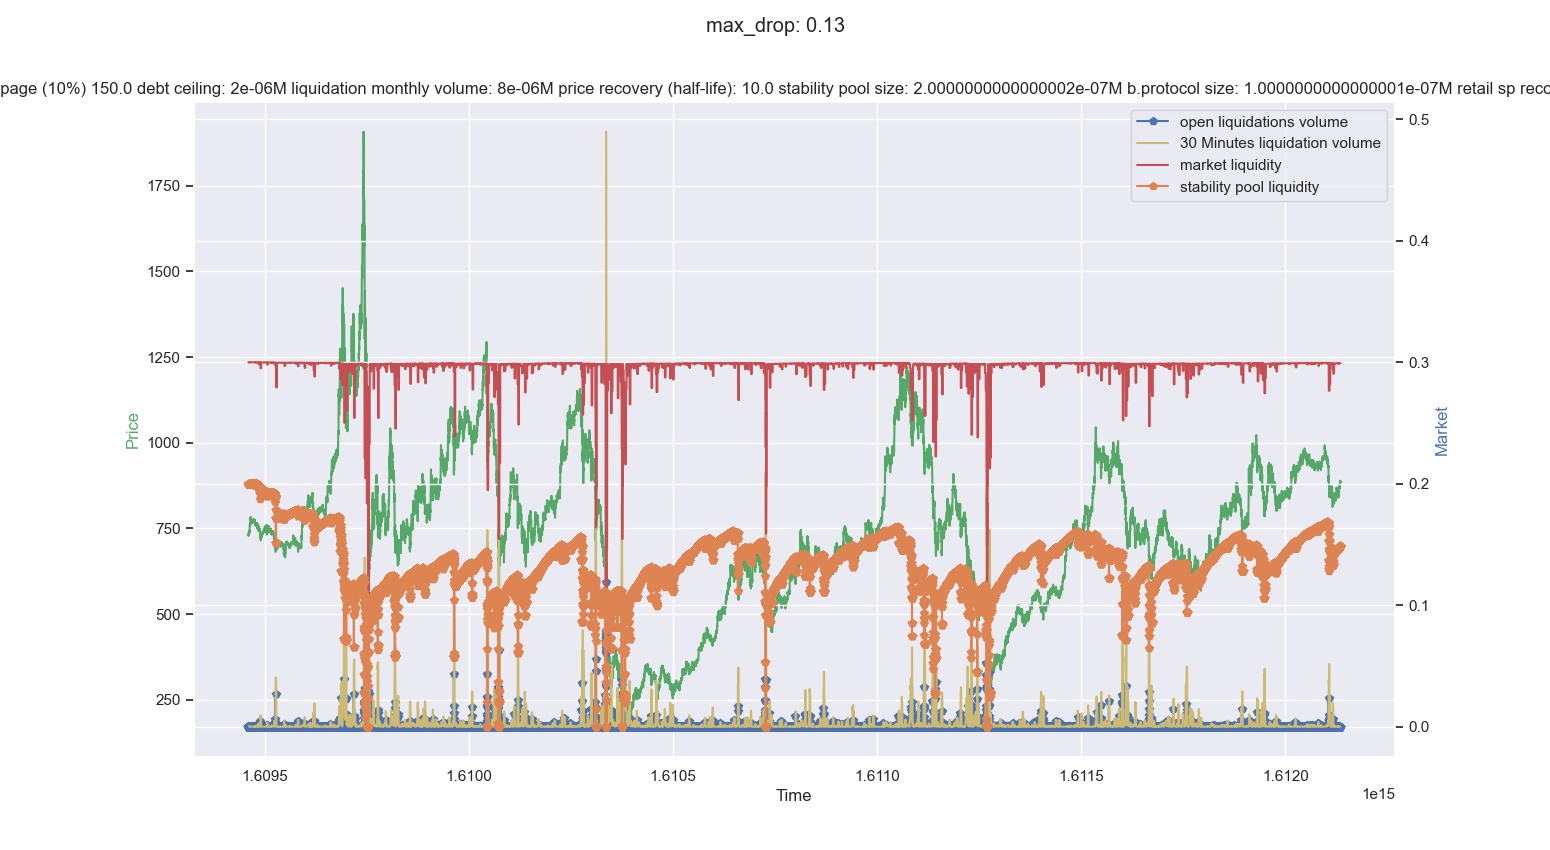 max_drop: 0.13
page (10%) 150.0 debt ceiling: 2e-06M liquidation monthly volume: 8e-06M price recovery (half-life): 10.0 stability pool size: 2.0000000000000002e-07M b.protocol size: 1.0000000000000001e-07M retail sp reco
open liquidations volume
30 Minutes liquidation volume
market liquidity
stability pool liquidity
1750
1500
1250
1000
750
500
250
Price
0.5
0.4
0.3
0.2
0.1
0.0
Market
1.6095 1.6100 1.6105 1.6110 1.6115 1.6120
Time
1e15